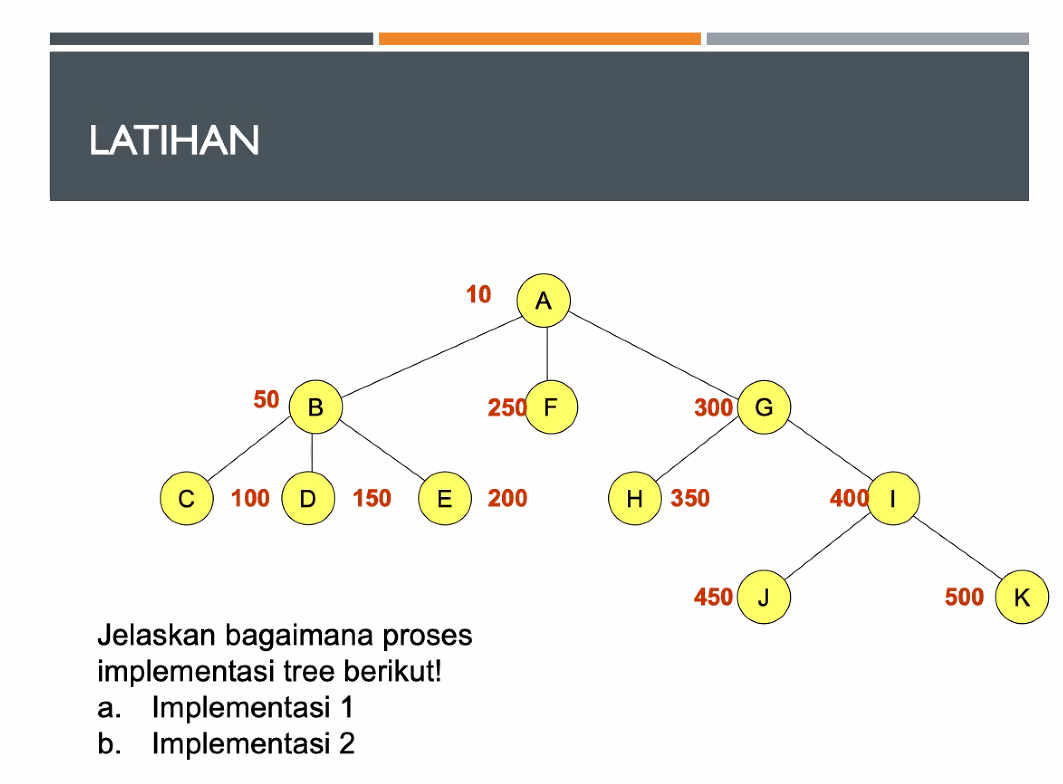 LATIHAN
10 A
50 B 250 F 300 G
C 100 D 150 E 200 H 350 400 I
450 J 500 K
Jelaskan bagaimana proses
implementasi tree berikut!
a. Implementasi 1
b. Implementasi 2